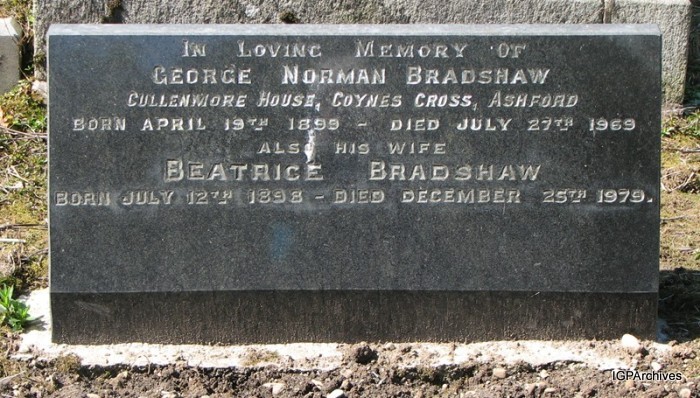 In Loving Memory of
George Norman Bradshaw
Cullenmore House, Coynes Cross, Ashford
Born April 19th 1899 - Died July 27th 1969
Also his wife
Beatrice Bradshaw
Born July 12th 1898 - Died December 25th 1979.
IGPArchives